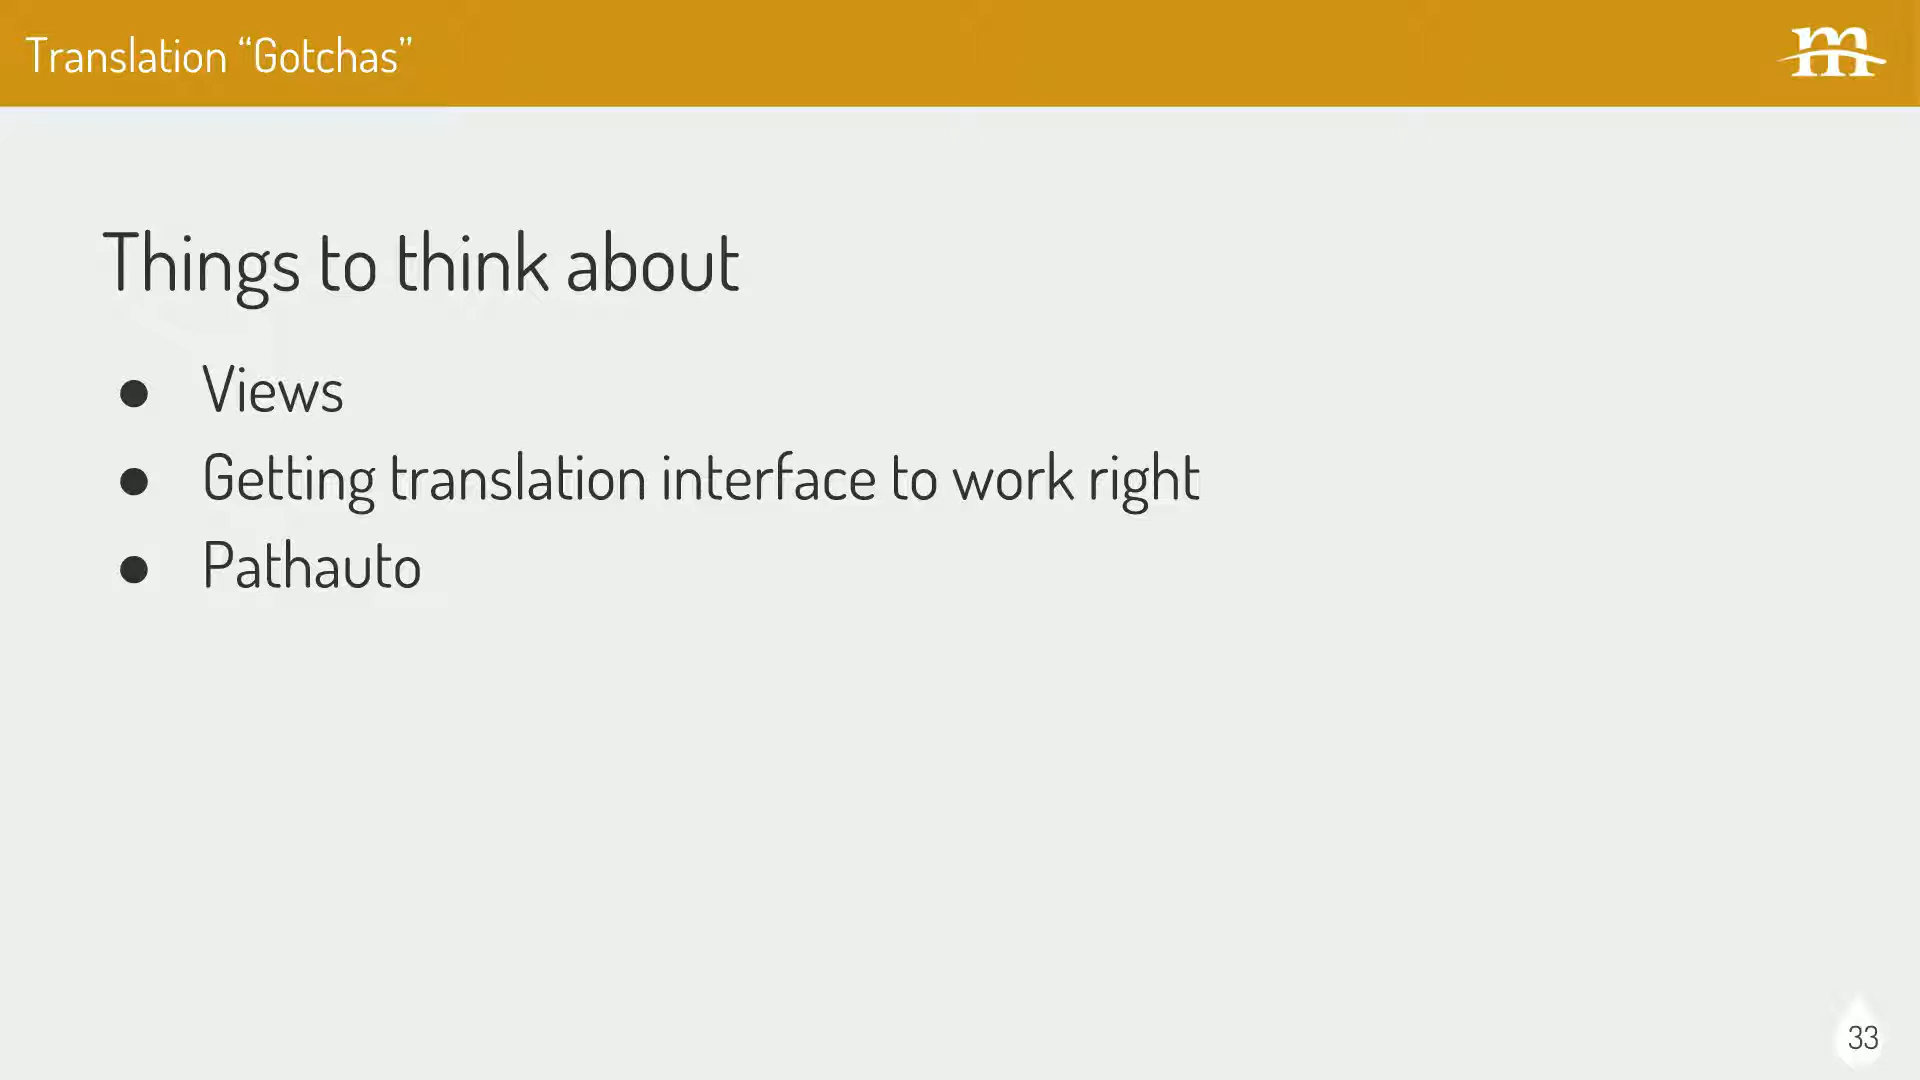 Translation “Gotchas”
m
Things to think about
● Views
● Getting translation interface to work right
● Pathauto
33